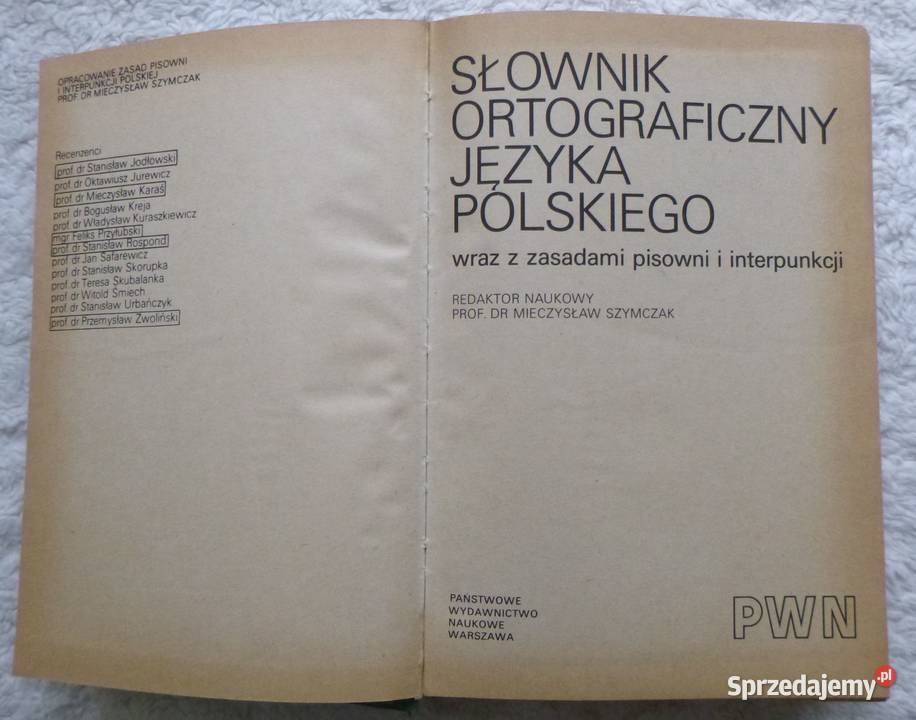 OPRACOWANIE ZASAD PISOWNI
I INTERPUNKCJI POLSKIEJ
PROF. DR MIECZYSŁAW SZYMCZAK
Recenzenci
prof. dr Stanisław Jodłowski
prof. dr Oktawiusz Jurewicz
prof. dr Mieczysław Karaś
prof. dr Bogusław Kreja
prof. dr Władysław Kuraszkiewicz
mgr Feliks Przyłubski
prof. dr Stanisław Rospond
prof. dr Jan Safarewicz
prof. dr Stanisław Skorupka
prof. dr Teresa Skubalanka
prof. dr Witold Śmiech
prof. dr Stanisław Urbańczyk
prof. dr Przemysław Zwoliński
SŁOWNIK
ORTOGRAFICZNY
JĘZYKA
POLSKIEGO
wraz z zasadami pisowni i interpunkcji
REDAKTOR NAUKOWY
PROF. DR MIECZYSŁAW SZYMCZAK
PAŃSTWOWE
WYDAWNICTWO
NAUKOWE
WARSZAWA
PWN
Sprzedajemy.pl